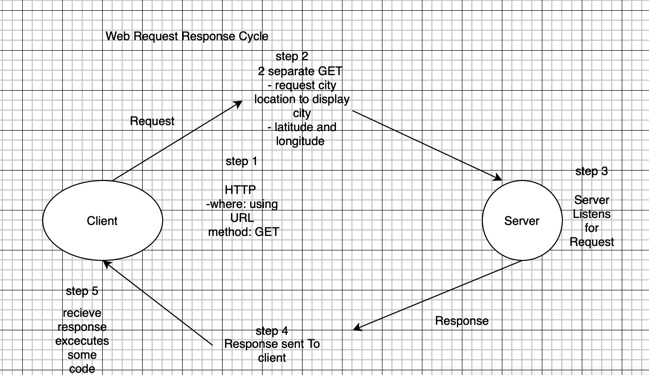 Web Request Response Cycle
step 2
2 separate GET
- request city
location to display
city
- latitude and
longitude
Request
step 1
HTTP
-where: using
URL
method: GET
Client
Server
step 3
Server
Listens
for
Request
step 5
recieve
response
excecutes
some
code
step 4
Response sent To
client
Response